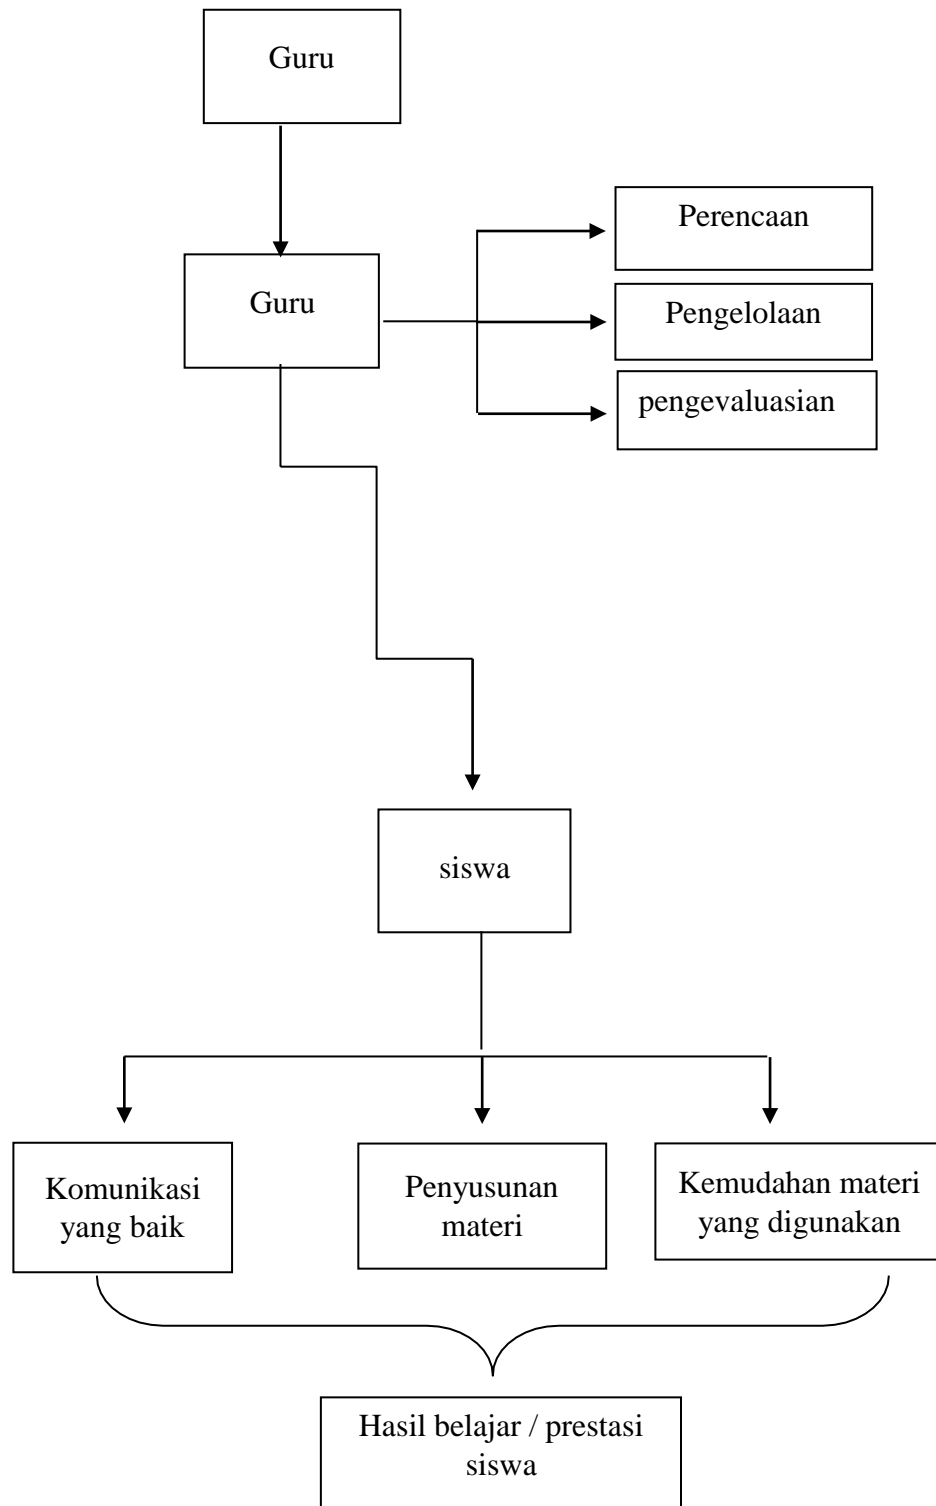 Guru
Perencaan
Guru
Pengelolaan
pengevaluasian
siswa
Komunikasi
yang baik
Penyusunan
materi
Kemudahan materi
yang digunakan
Hasil belajar / prestasi
siswa